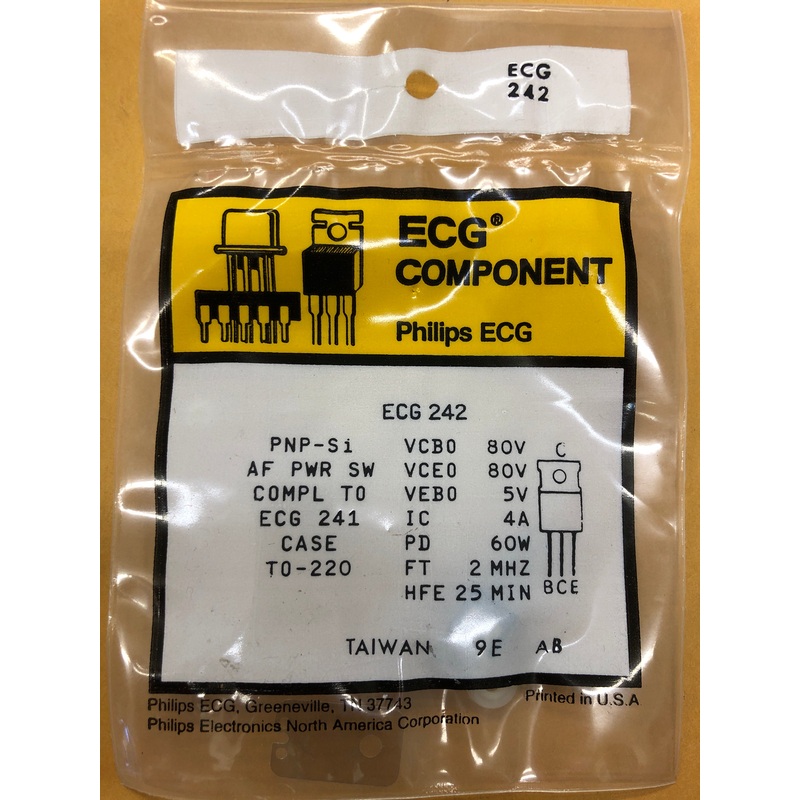 ECG
242
ECG®
COMPONENT
Philips ECG
ECG 242
PNP-Si VCBO 80V
AF PWR SW VCEO 80V
COMPL TO VEBO 5V
ECG 241 IC 4A
CASE PD 60W
TO-220 FT 2 MHZ
HFE 25 MIN
C
BCE
TAIWAN 9E AB
Philips ECG, Greeneville, TN 37743
Philips Electronics North America Corporation
Printed in U.S.A